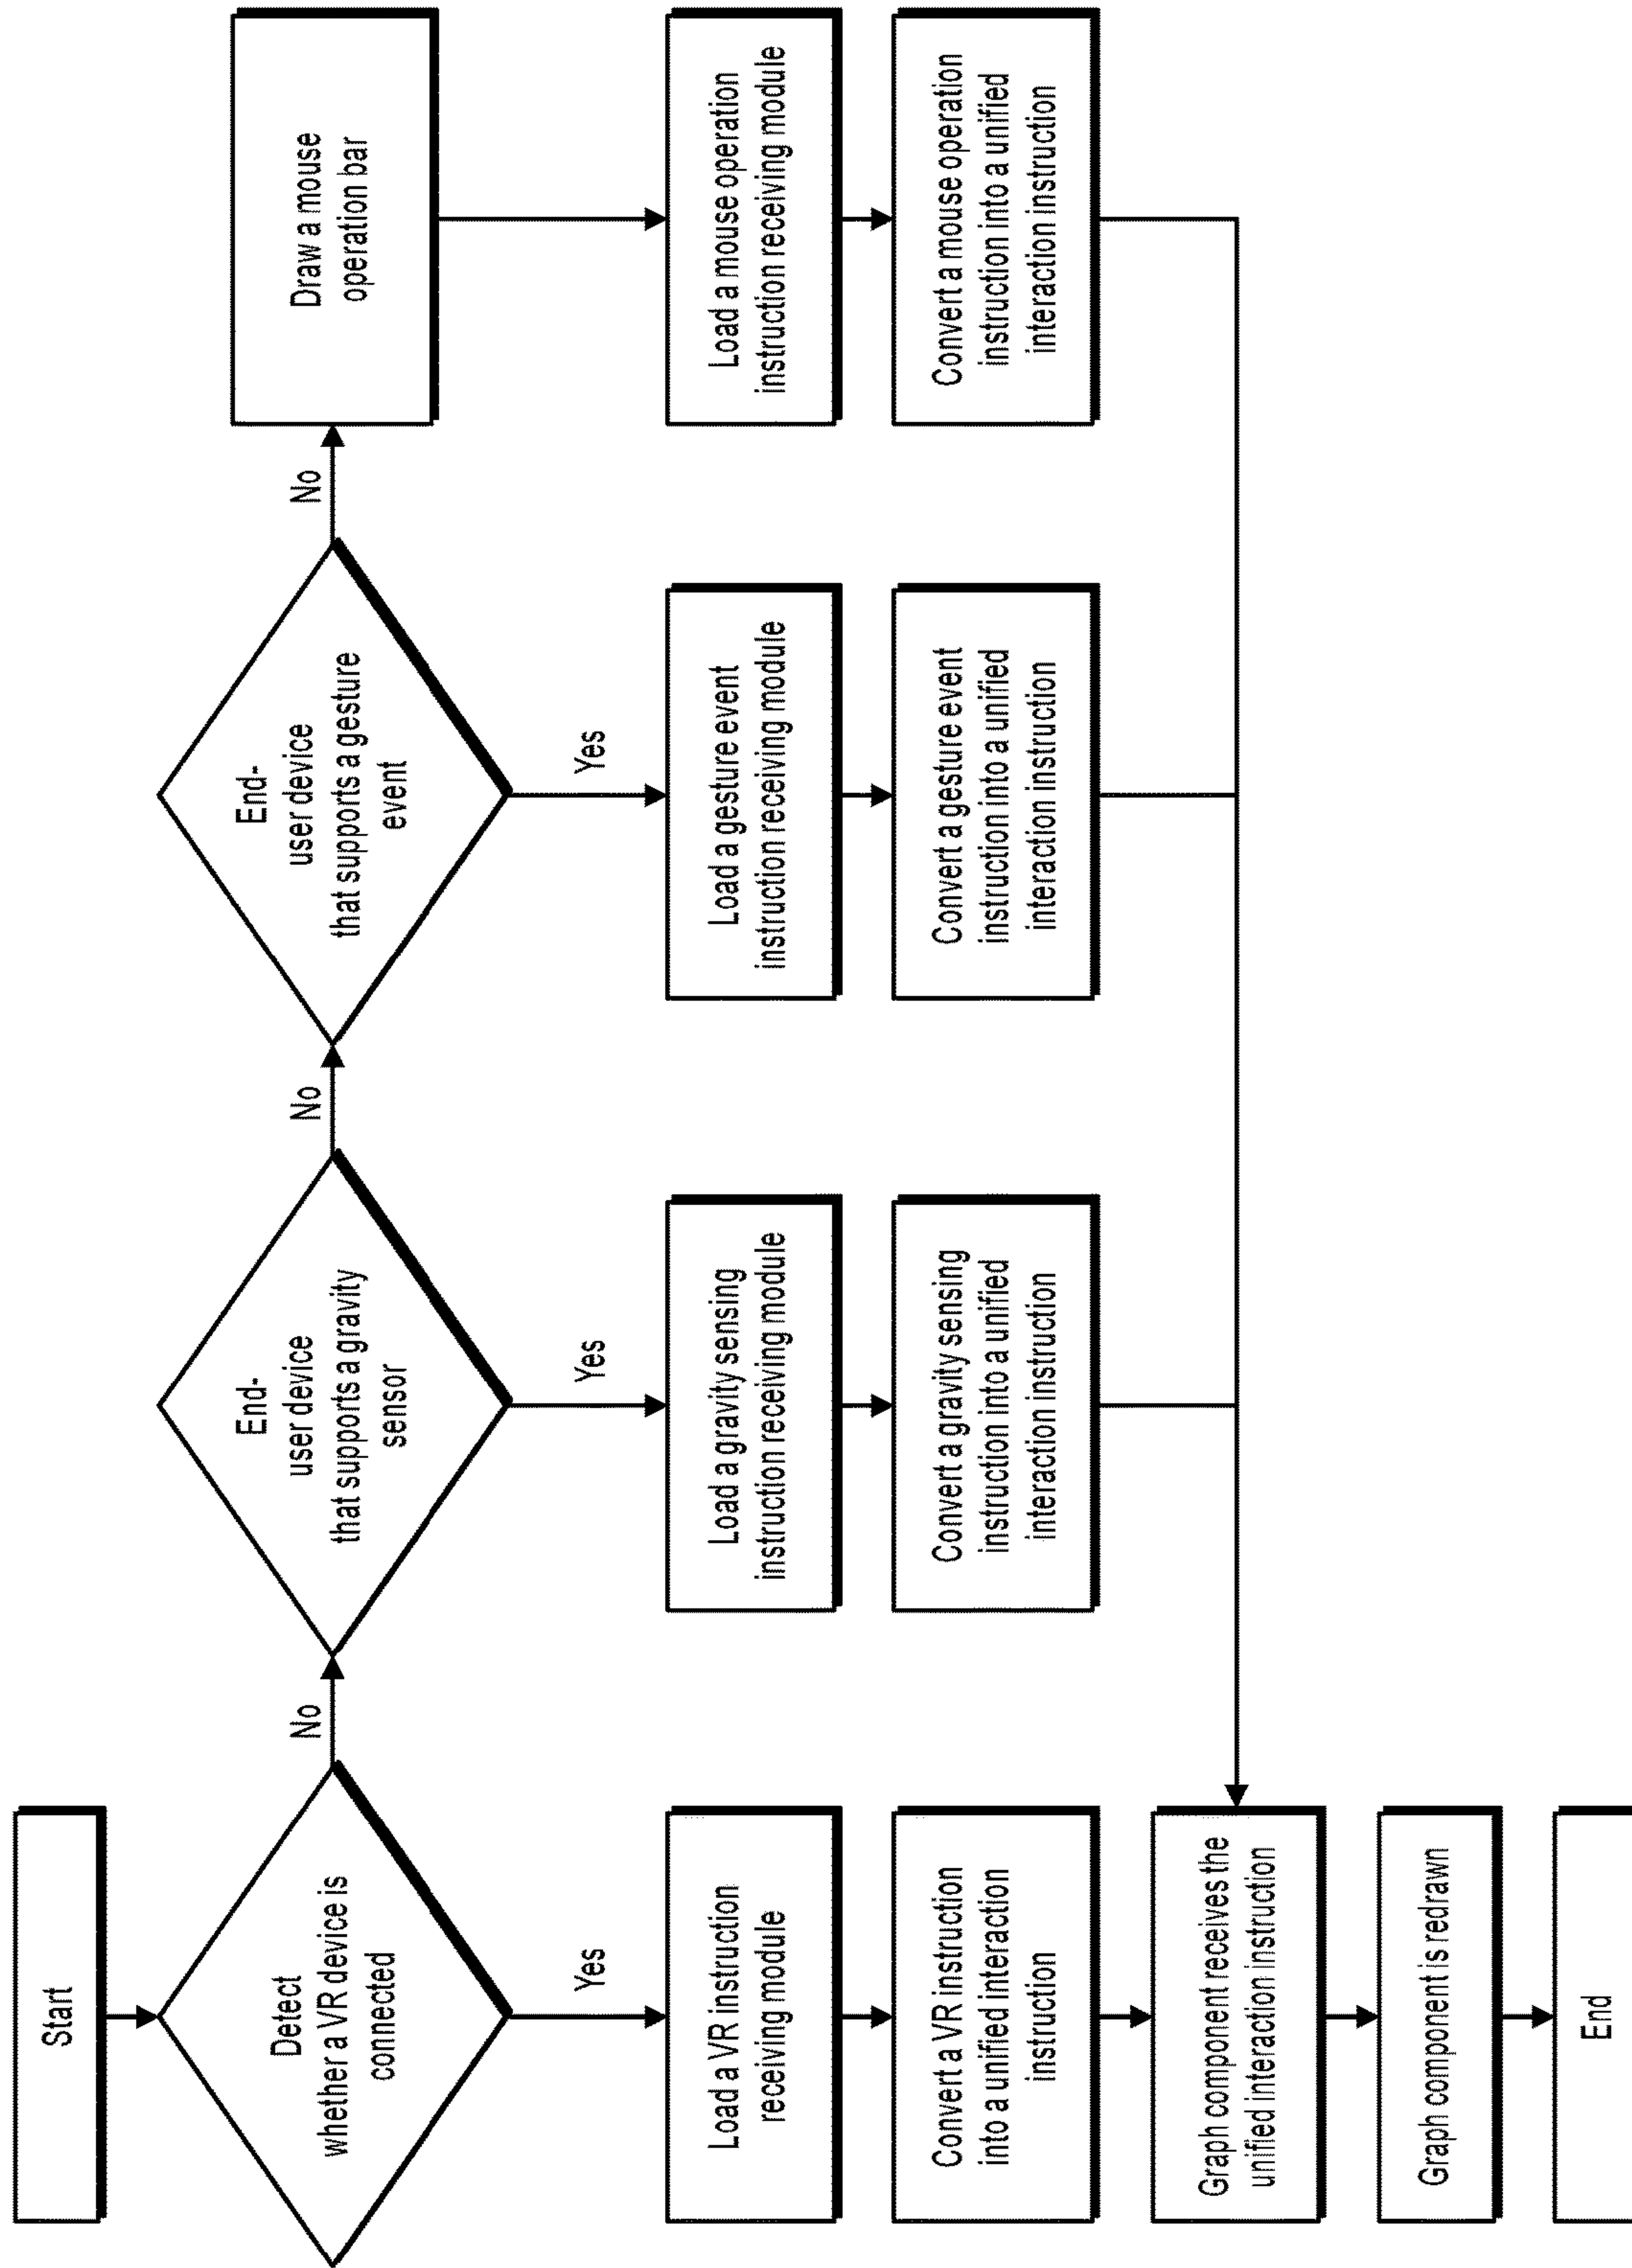 Start
Detect
whether a VR device is
connected
No
End-
user device
that supports a gravity
sensor
No
End-
user device
that supports a gesture
event
No
Draw a mouse
operation bar
Yes
Yes
Yes
Load a VR instruction
receiving module
Load a gravity sensing
instruction receiving module
Load a gesture event
instruction receiving module
Load a mouse operation
instruction receiving module
Convert a VR instruction
into a unified interaction
instruction
Convert a gravity sensing
instruction into a unified
interaction instruction
Convert a gesture event
instruction into a unified
interaction instruction
Convert a mouse operation
instruction into a unified
interaction instruction
Graph component receives the
unified interaction instruction
Graph component is redrawn
End